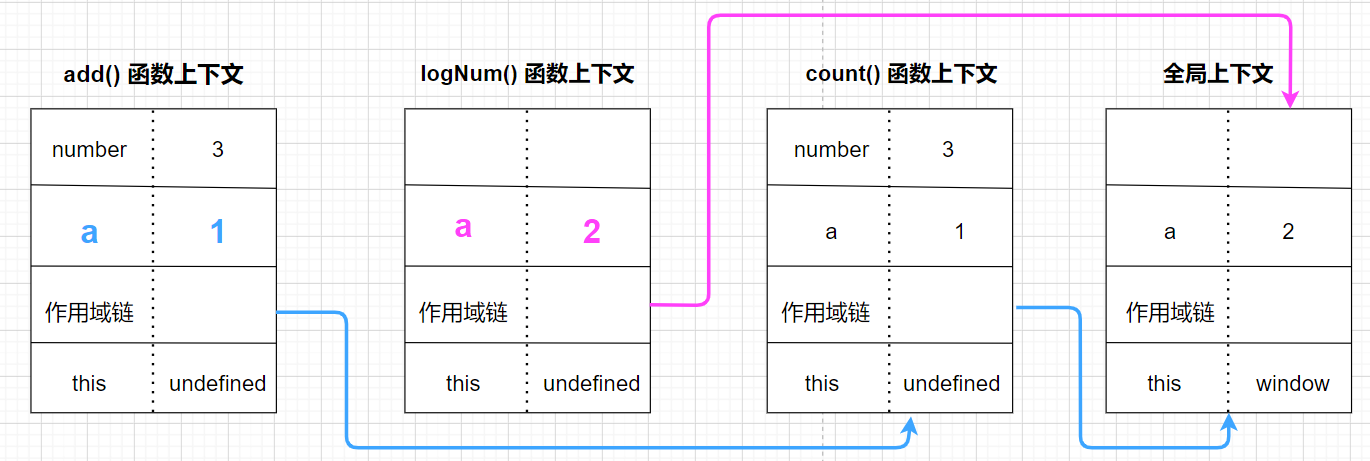 add() 函数上下文
number 3
a 1
作用域链
this undefined
logNum() 函数上下文
a 2
作用域链
this undefined
count() 函数上下文
number 3
a 1
作用域链
this undefined
全局上下文
a 2
作用域链
this window